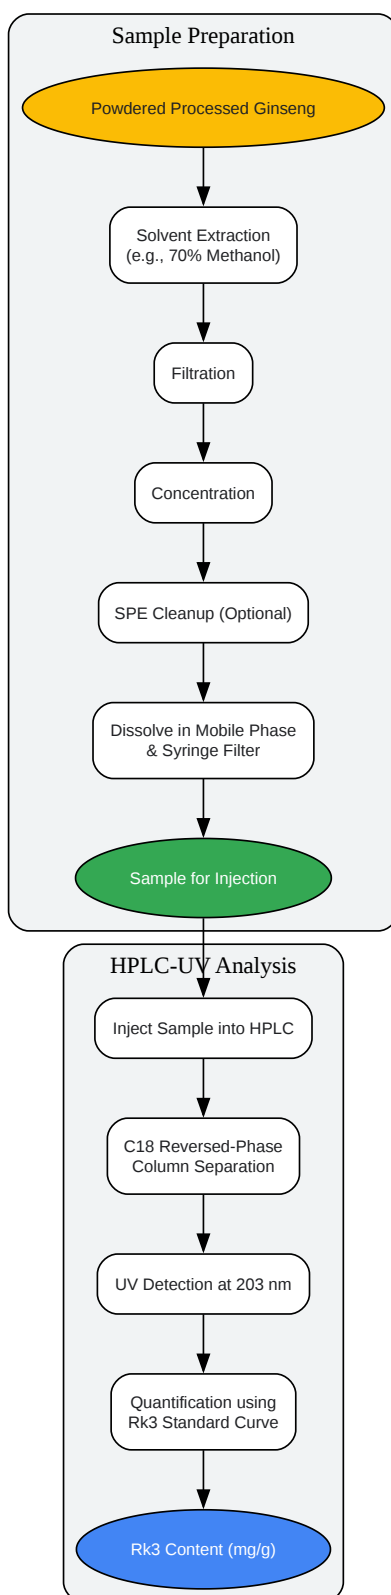 Sample Preparation
Powdered Processed Ginseng
Solvent Extraction
(e.g., 70% Methanol)
Filtration
Concentration
SPE Cleanup (Optional)
Dissolve in Mobile Phase
& Syringe Filter
Sample for Injection
HPLC-UV Analysis
Inject Sample into HPLC
C18 Reversed-Phase
Column Separation
UV Detection at 203 nm
Quantification using
Rk3 Standard Curve
Rk3 Content (mg/g)